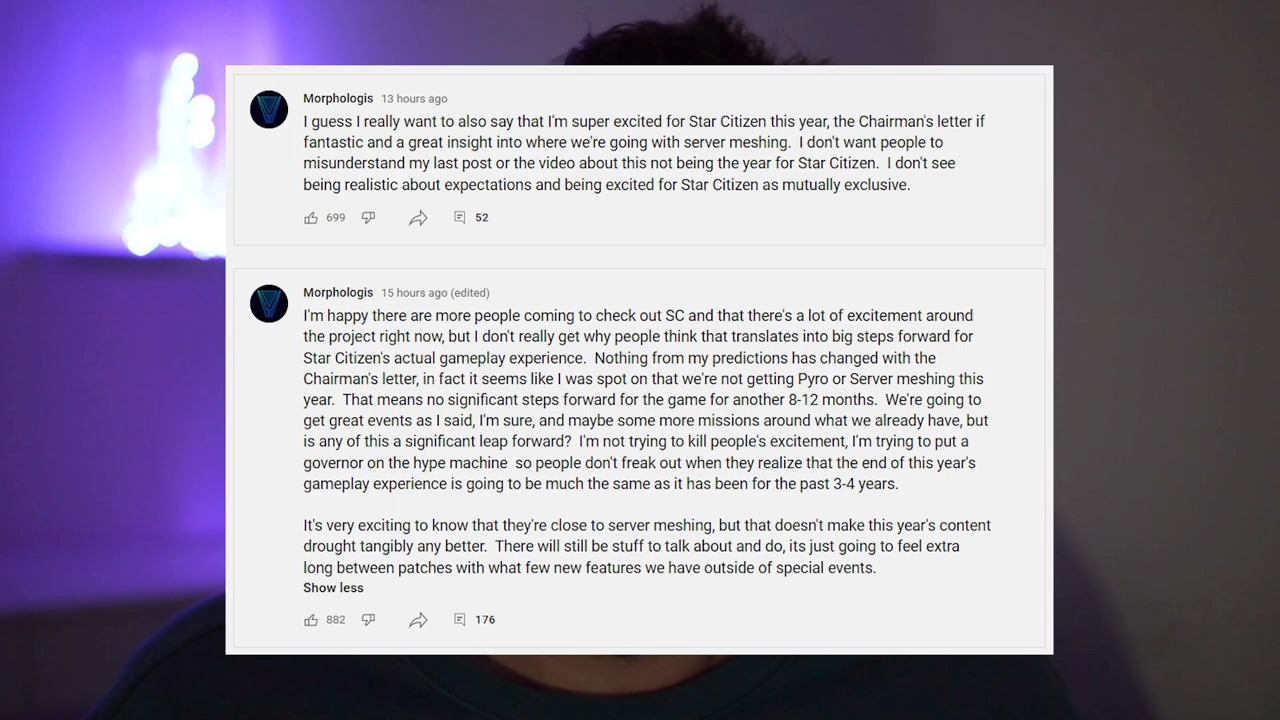 Morphologis 13 hours ago
I guess I really want to also say that I'm super excited for Star Citizen this year, the Chairman's letter if
fantastic and a great insight into where we're going with server meshing. I don't want people to
misunderstand my last post or the video about this not being the year for Star Citizen. I don't see
being realistic about expectations and being excited for Star Citizen as mutually exclusive.
699 52
Morphologis 15 hours ago (edited)
I'm happy there are more people coming to check out SC and that there's a lot of excitement around
the project right now, but I don't really get why people think that translates into big steps forward for
Star Citizen's actual gameplay experience. Nothing from my predictions has changed with the
Chairman's letter, in fact it seems like I was spot on that we're not getting Pyro or Server meshing this
year. That means no significant steps forward for the game for another 8-12 months. We're going to
get great events as I said, I'm sure, and maybe some more missions around what we already have, but
is any of this a significant leap forward? I'm not trying to kill people's excitement, I'm trying to put a
governor on the hype machine so people don't freak out when they realize that the end of this year's
gameplay experience is going to be much the same as it has been for the past 3-4 years.
It's very exciting to know that they're close to server meshing, but that doesn't make this year's content
drought tangibly any better. There will still be stuff to talk about and do, its just going to feel extra
long between patches with what few new features we have outside of special events.
Show less
882 176